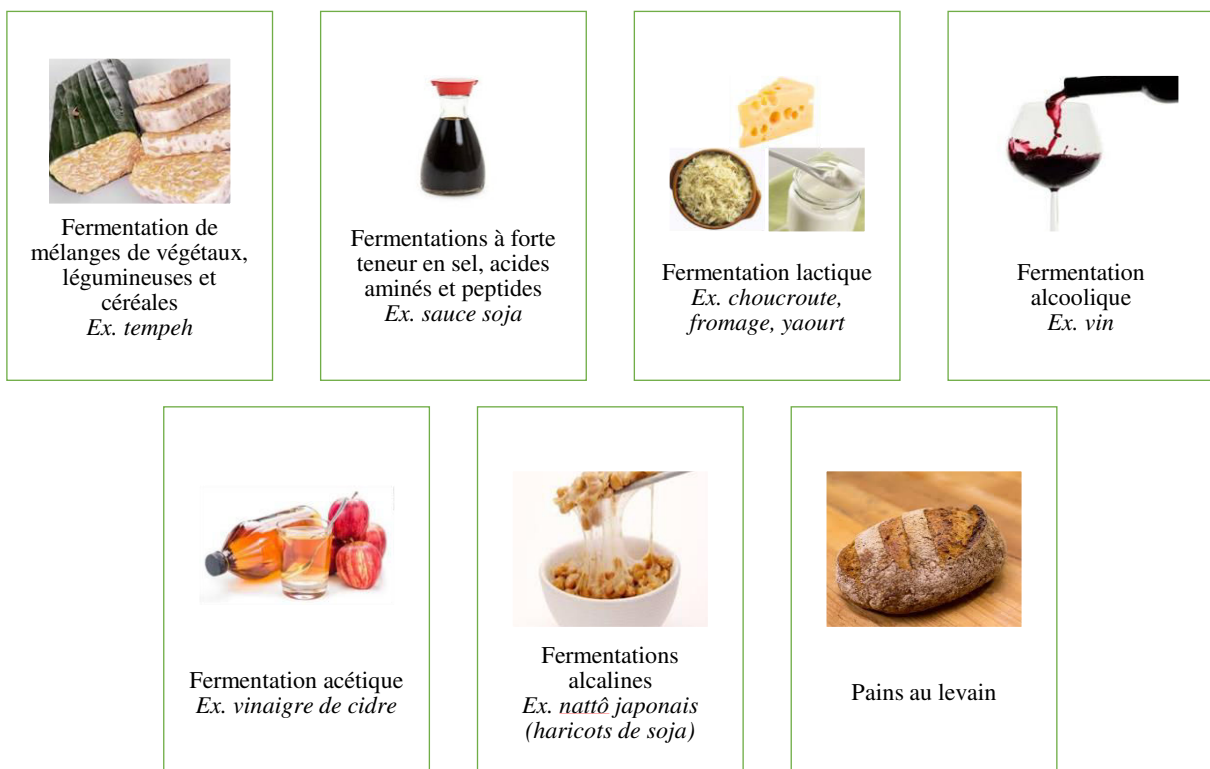 Fermentation de
mélanges de végétaux,
légumineuses et
céréales
Ex. tempeh
Fermentations à forte
teneur en sel, acides
aminés et peptides
Ex. sauce soja
Fermentation lactique
Ex. choucroute,
fromage, yaourt
Fermentation
alcoolique
Ex. vin
Fermentation acétique
Ex. vinaigre de cidre
Fermentations
alcalines
Ex. nattô japonais
(haricots de soja)
Pains au levain